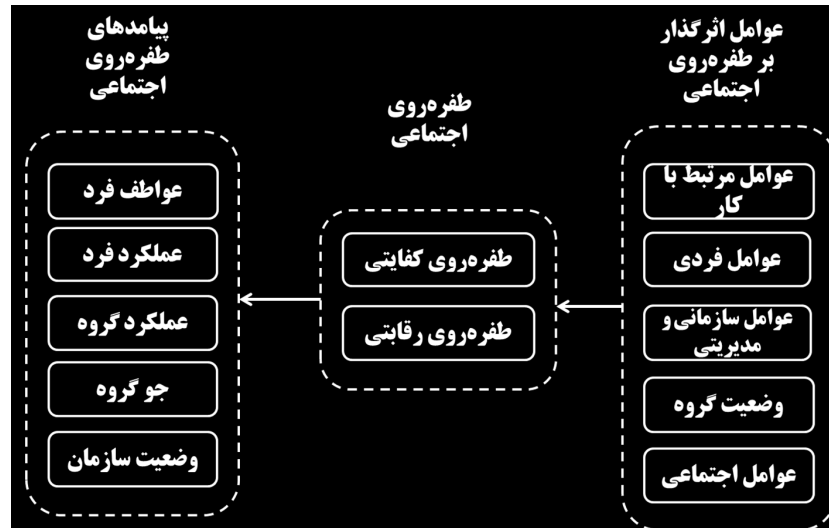 عوامل اثرگذار
بر طفره‌روی
اجتماعی
عوامل مرتبط با
کار
عوامل فردی
عوامل سازمانی و
مدیریتی
وضعیت گروه
عوامل اجتماعی
طفره‌روی
اجتماعی
طفره‌روی کفایتی
طفره‌روی رقابتی
پیامدهای
طفره‌روی
اجتماعی
عواطف فرد
عملکرد فرد
عملکرد گروه
جو گروه
وضعیت سازمان